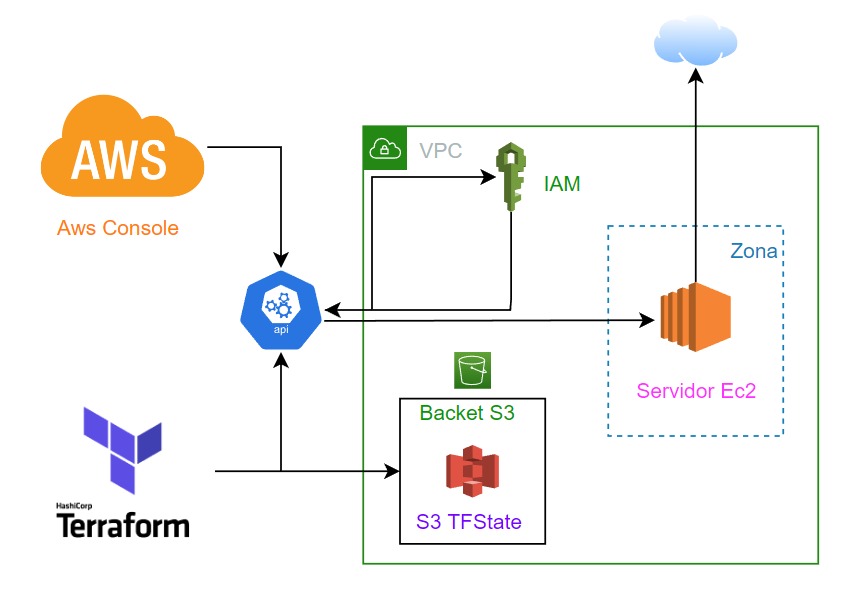 AWS
Aws Console
VPC
IAM
Zona
api
Servidor Ec2
Backet S3
S3 TFState
HashiCorp
Terraform